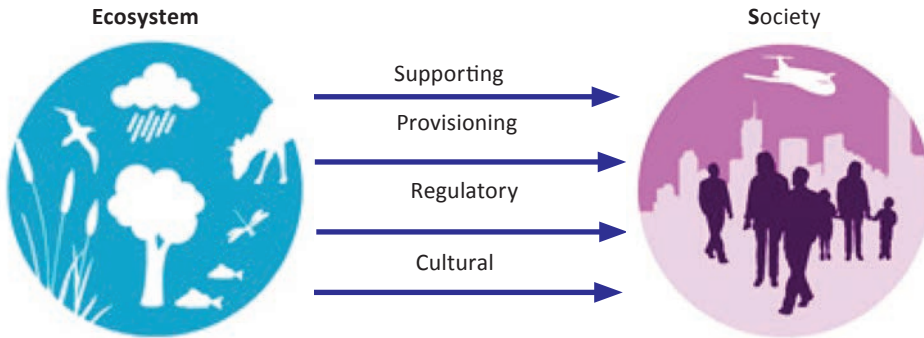 Ecosystem
Society
Supporting
Provisioning
Regulatory
Cultural